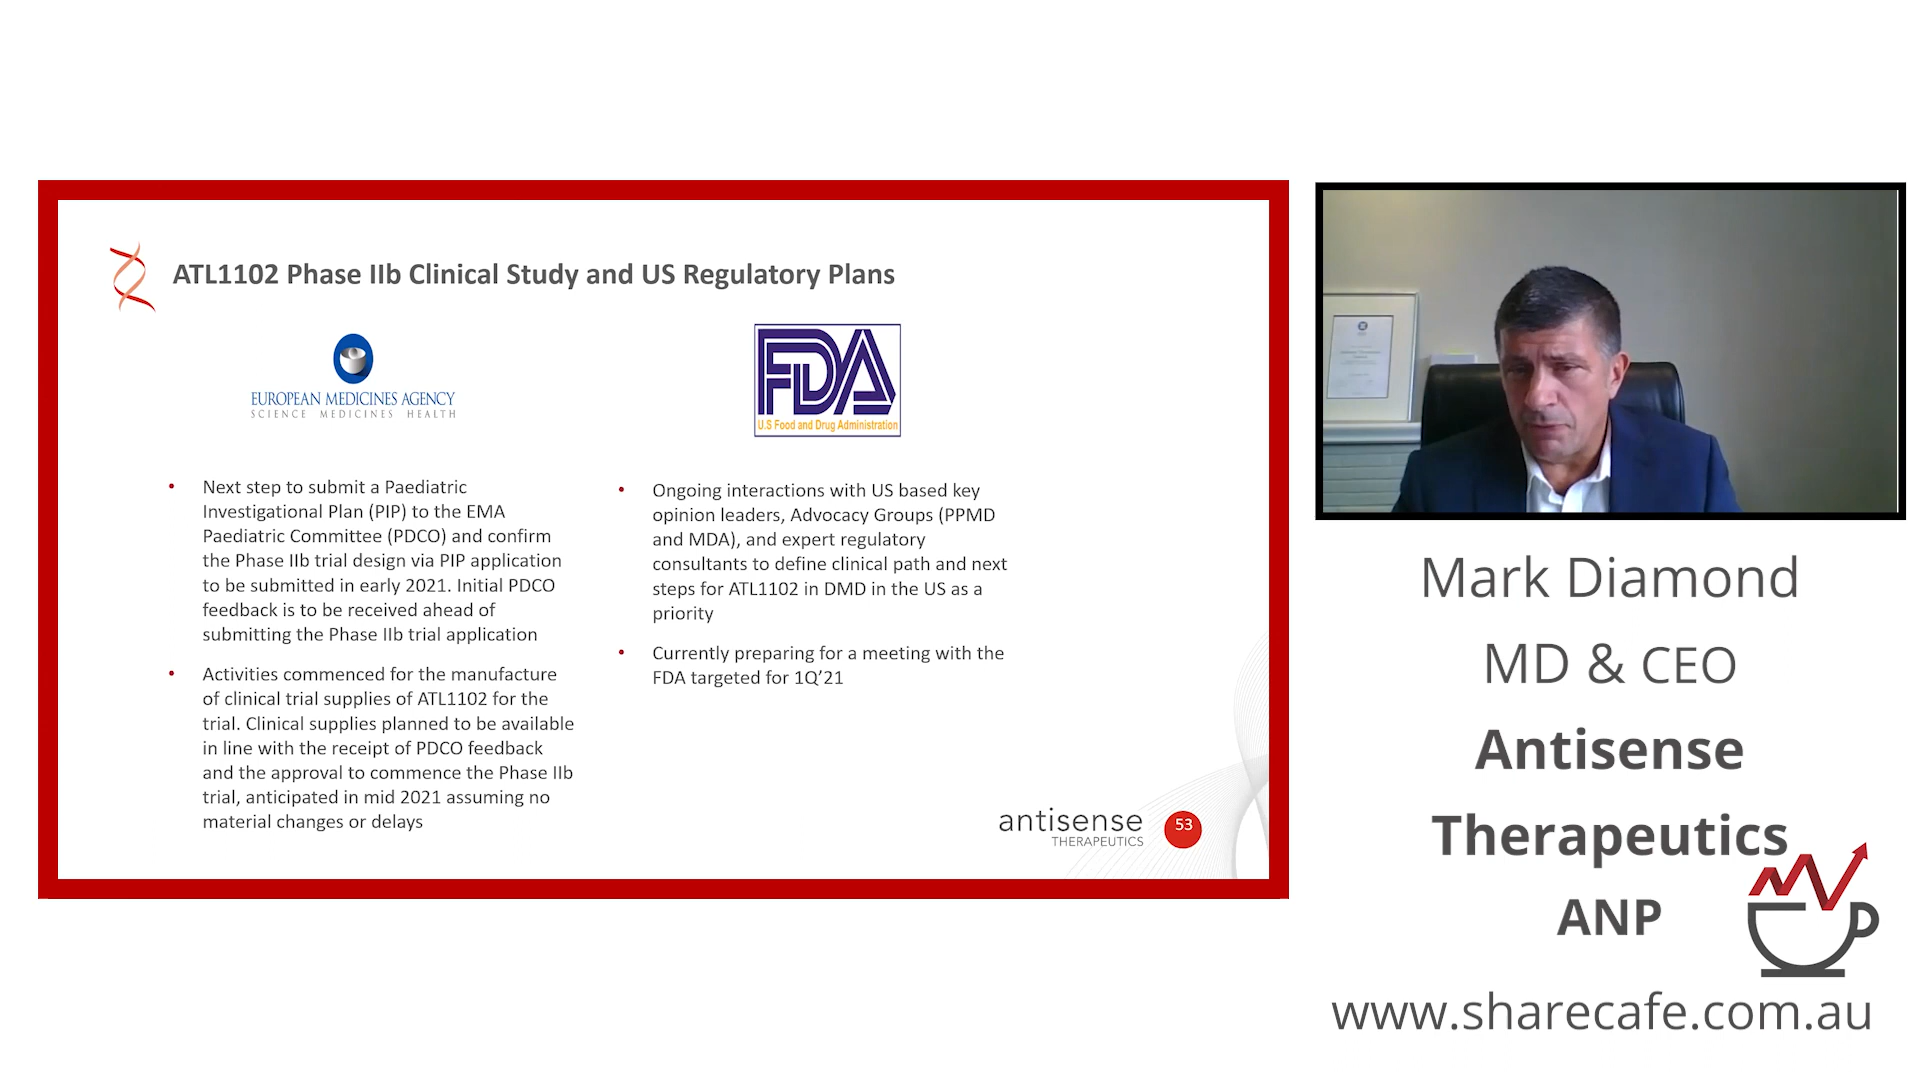 ATL1102 Phase IIb Clinical Study and US Regulatory Plans
EUROPEAN MEDICINES AGENCY
SCIENCE MEDICINES HEALTH
Next step to submit a Paediatric
Investigational Plan (PIP) to the EMA
Paediatric Committee (PDCO) and confirm
the Phase IIb trial design via PIP application
to be submitted in early 2021. Initial PDCO
feedback is to be received ahead of
submitting the Phase IIb trial application
Activities commenced for the manufacture
of clinical trial supplies of ATL1102 for the
trial. Clinical supplies planned to be available
in line with the receipt of PDCO feedback
and the approval to commence the Phase IIb
trial, anticipated in mid 2021 assuming no
material changes or delays
FDA
U.S Food and Drug Administration
Ongoing interactions with US based key
opinion leaders, Advocacy Groups (PPMD
and MDA), and expert regulatory
consultants to define clinical path and next
steps for ATL1102 in DMD in the US as a
priority
Currently preparing for a meeting with the
FDA targeted for 1Q’21
antisense
THERAPEUTICS
53
Mark Diamond
MD & CEO
Antisense
Therapeutics
ANP
www.sharecafe.com.au